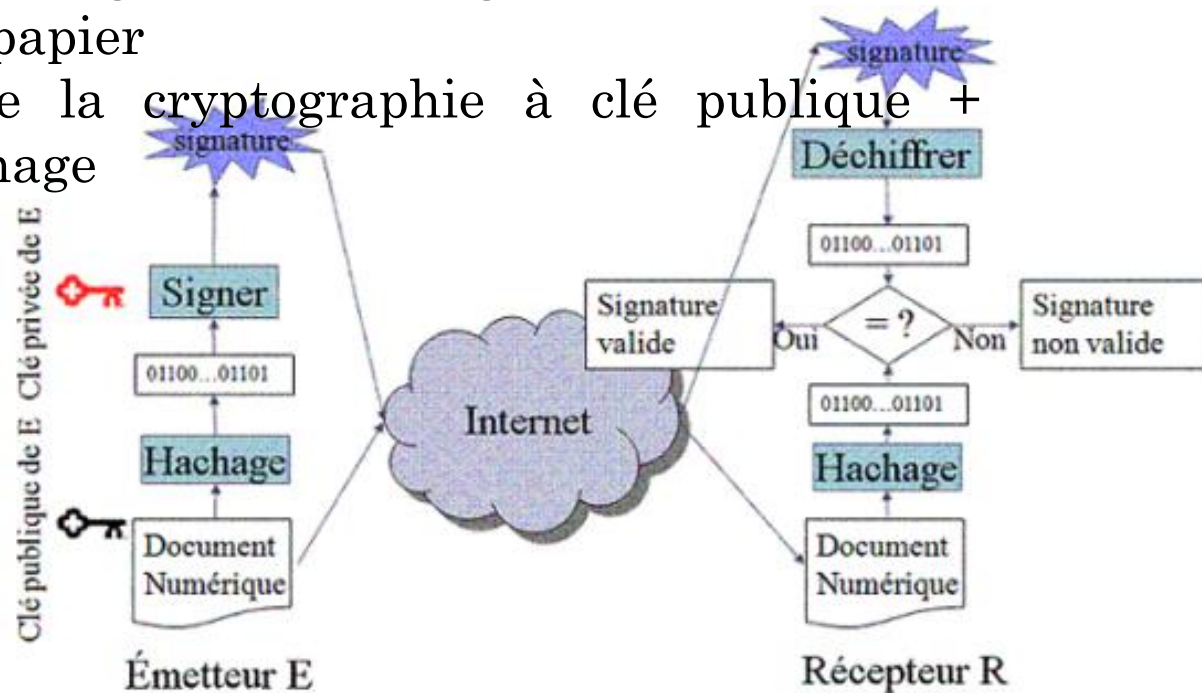 papier
e la cryptographie à clé publique +
hage
signature
Signer
01100...01101
Hachage
Document
Numérique
Clé publique de E Clé privée de E
Émetteur E
Internet
signature
Déchiffrer
01100...01101
= ?
Oui
Non
Signature
valide
Signature
non valide
01100...01101
Hachage
Document
Numérique
Récepteur R